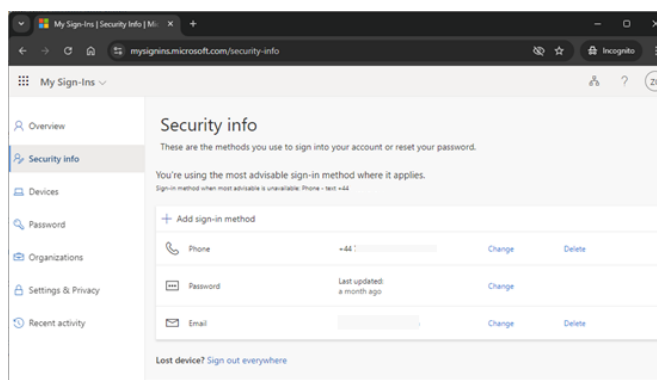 My Sign-Ins | Security Info | Mic
mysignins.microsoft.com/security-info
Incognito
My Sign-Ins
?
Overview
Security info
Devices
Password
Organizations
Settings & Privacy
Recent activity
Security info
These are the methods you use to sign into your account or reset your password.
You're using the most advisable sign-in method where it applies.
Sign-in method when most advisable is unavailable: Phone - text +44
+ Add sign-in method
Phone +44 Change Delete
Password Last updated: a month ago Change
Email Change Delete
Lost device? Sign out everywhere